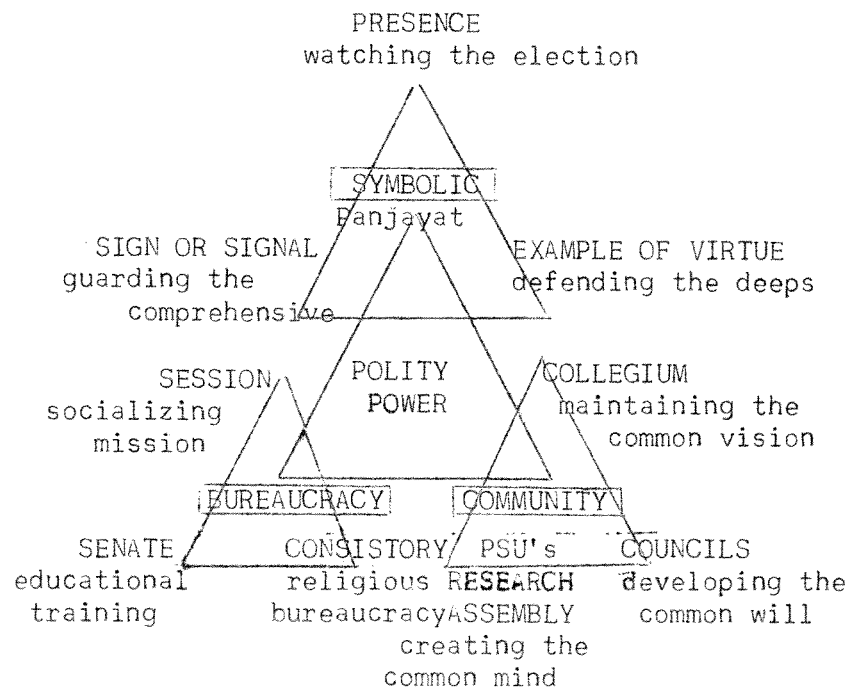 PRESENCE
watching the election
SYMBOLIC
Panjayat
SIGN OR SIGNAL
guarding the
comprehensive
EXAMPLE OF VIRTUE
defending the deeps
POLITY
POWER
SESSION
socializing
mission
COLLEGIUM
maintaining the
common vision
BUREAUCRACY
COMMUNITY
SENATE
educational
training
CONSISTORY
religious
bureaucracy
PSU's
RESEARCH
ASSEMBLY
creating the
common mind
COUNCILS
developing the
common will